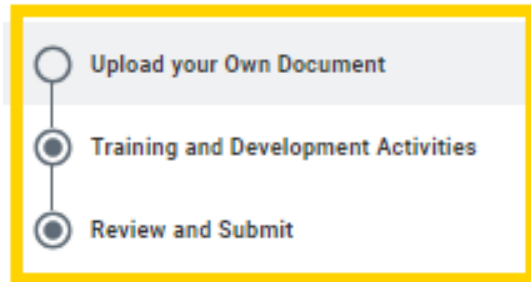 Upload your Own Document
Training and Development Activities
Review and Submit